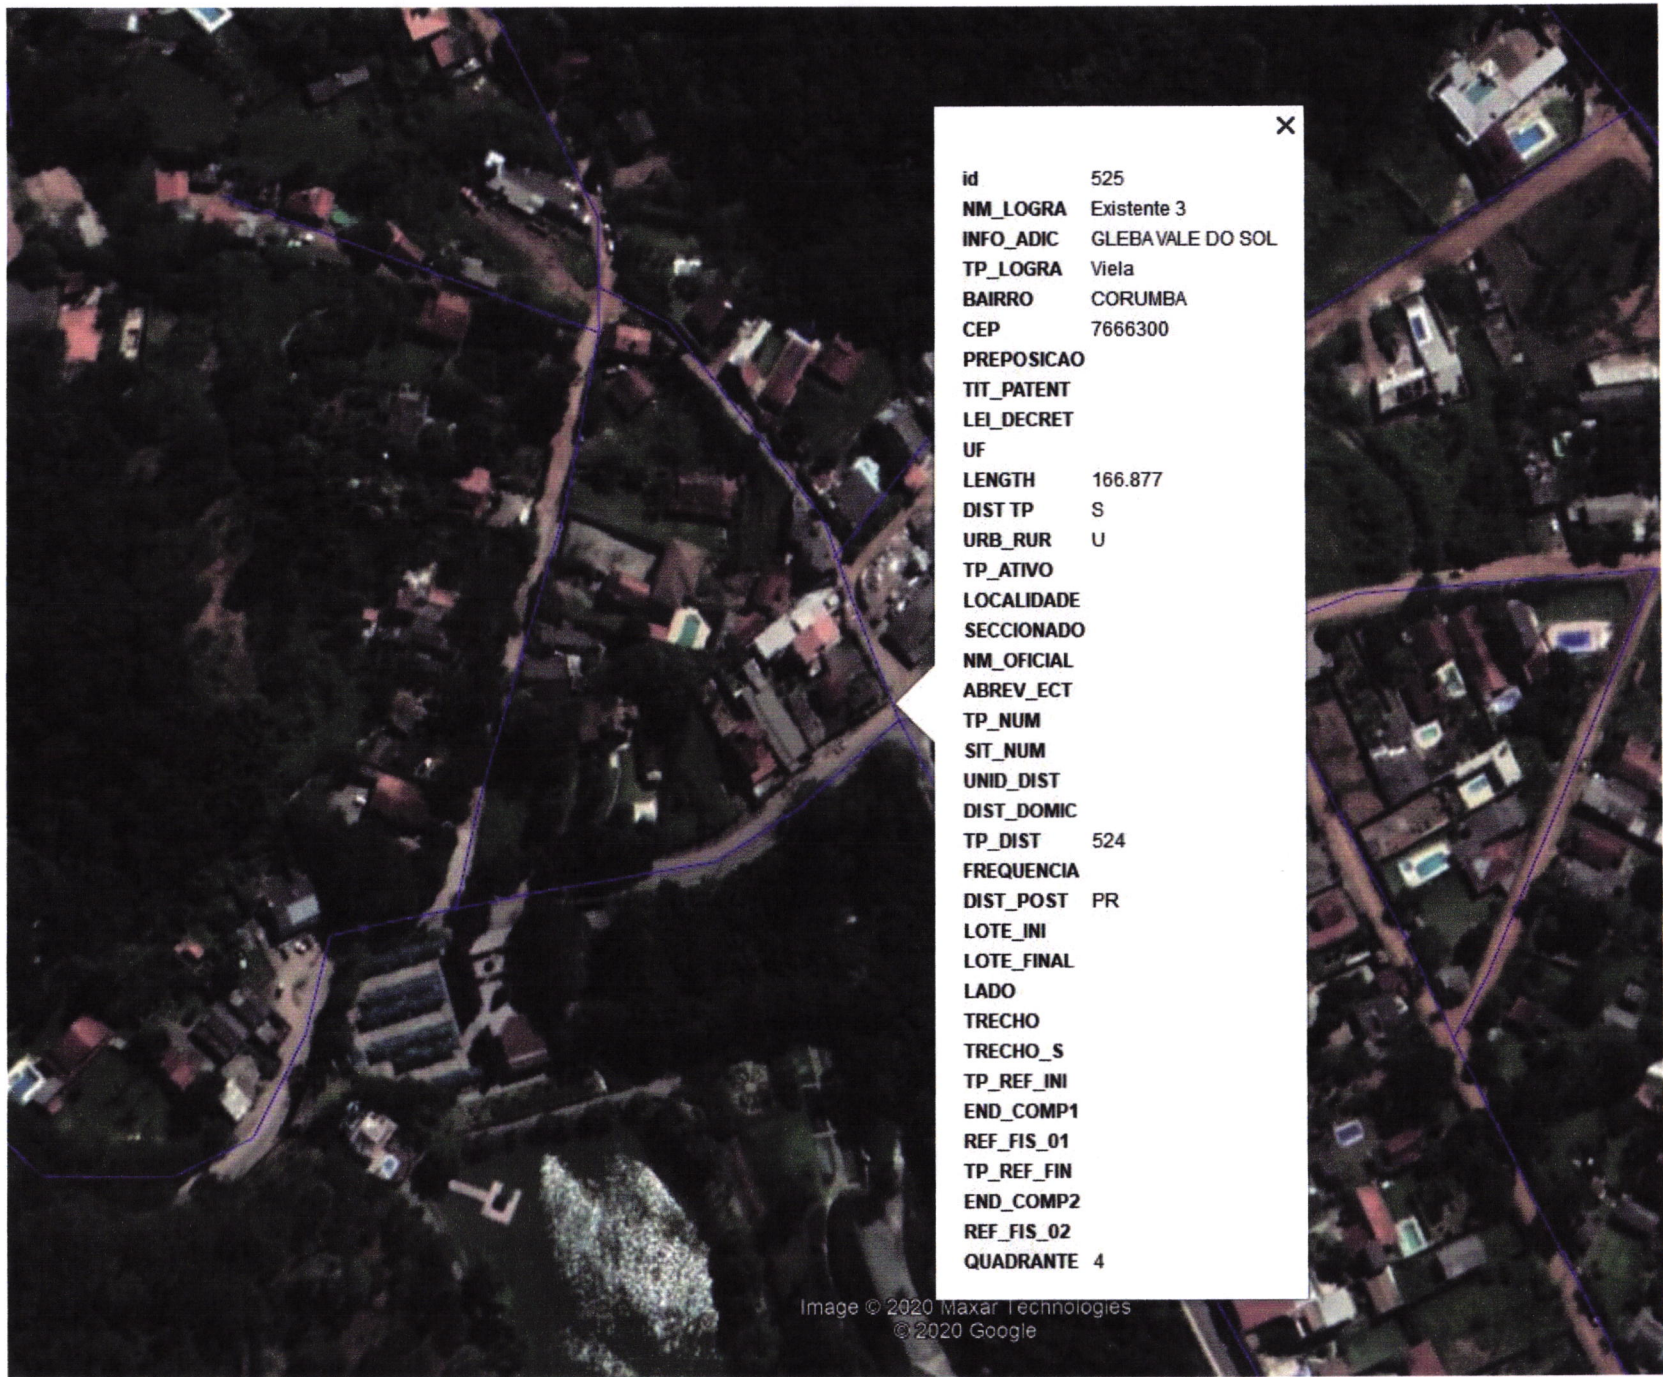 ×
id 525
NM_LOGRA Existente 3
INFO_ADIC GLEBA VALE DO SOL
TP_LOGRA Viela
BAIRRO CORUMBA
CEP 7666300
PREPOSICAO
TIT_PATENT
LEI_DECRET
UF
LENGTH 166.877
DIST TP S
URB_RUR U
TP_ATIVO
LOCALIDADE
SECCIONADO
NM_OFICIAL
ABREV_ECT
TP_NUM
SIT_NUM
UNID_DIST
DIST_DOMIC
TP_DIST 524
FREQUENCIA
DIST_POST PR
LOTE_INI
LOTE_FINAL
LADO
TRECHO
TRECHO_S
TP_REF_INI
END_COMP1
REF_FIS_01
TP_REF_FIN
END_COMP2
REF_FIS_02
QUADRANTE 4
Image © 2020 Maxar Technologies
© 2020 Google